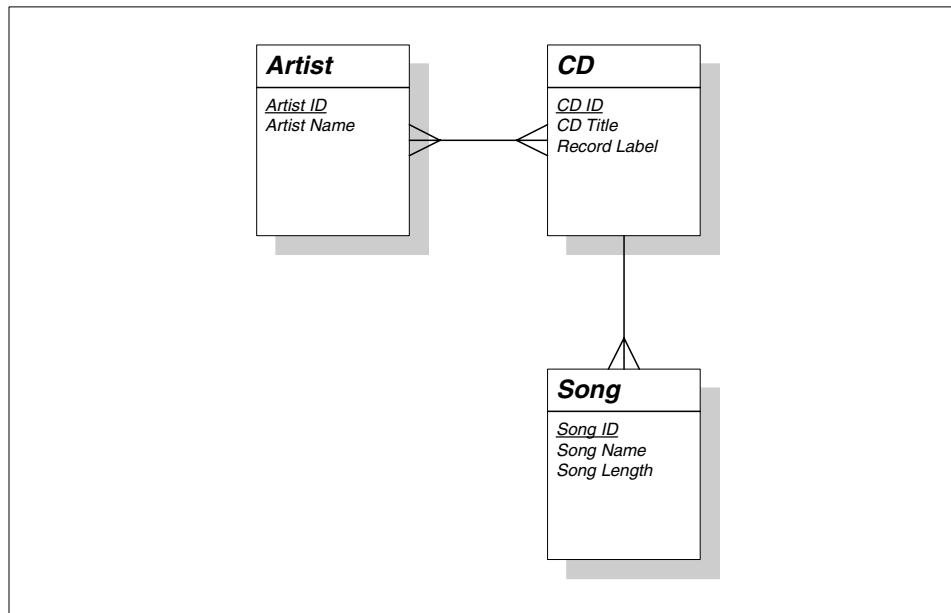 Artist
Artist ID
Artist Name
CD
CD ID
CD Title
Record Label
Song
Song ID
Song Name
Song Length